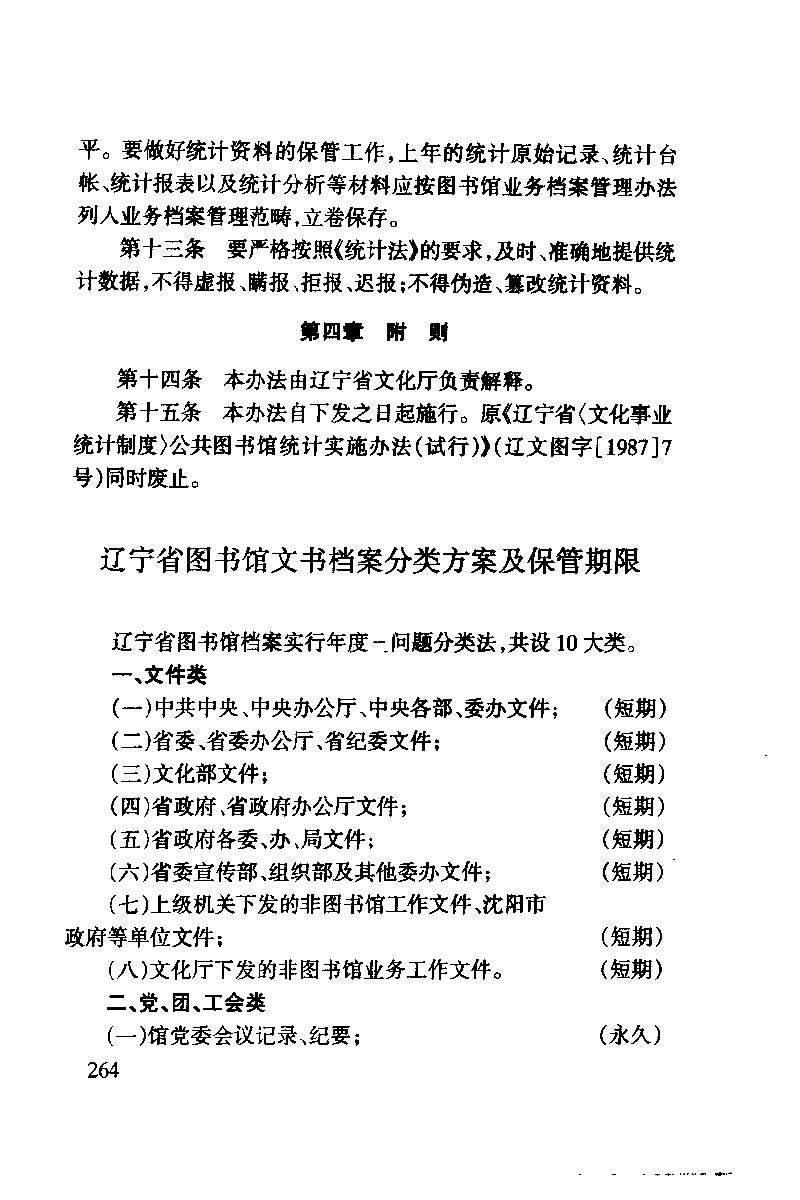 平。要做好统计资料的保管工作,上年的统计原始记录、统计台
帐、统计报表以及统计分析等材料应按图书馆业务档案管理办法
列入业务档案管理范畴,立卷保存。
第十三条 要严格按照《统计法》的要求,及时、准确地提供统
计数据,不得虚报、瞒报、拒报、迟报;不得伪造、篡改统计资料。
第四章 附 则
第十四条 本办法由辽宁省文化厅负责解释。
第十五条 本办法自下发之日起施行。原《辽宁省〈文化事业
统计制度〉公共图书馆统计实施办法(试行)》(辽文图字[1987]7
号)同时废止。
辽宁省图书馆文书档案分类方案及保管期限
辽宁省图书馆档案实行年度-问题分类法,共设10大类。
一、文件类
(一)中共中央、中央办公厅、中央各部、委办文件; (短期)
(二)省委、省委办公厅、省纪委文件; (短期)
(三)文化部文件; (短期)
(四)省政府、省政府办公厅文件; (短期)
(五)省政府各委、办、局文件; (短期)
(六)省委宣传部、组织部及其他委办文件; (短期)
(七)上级机关下发的非图书馆工作文件、沈阳市
政府等单位文件; (短期)
(八)文化厅下发的非图书馆业务工作文件。 (短期)
二、党、团、工会类
(一)馆党委会议记录、纪要; (永久)
264